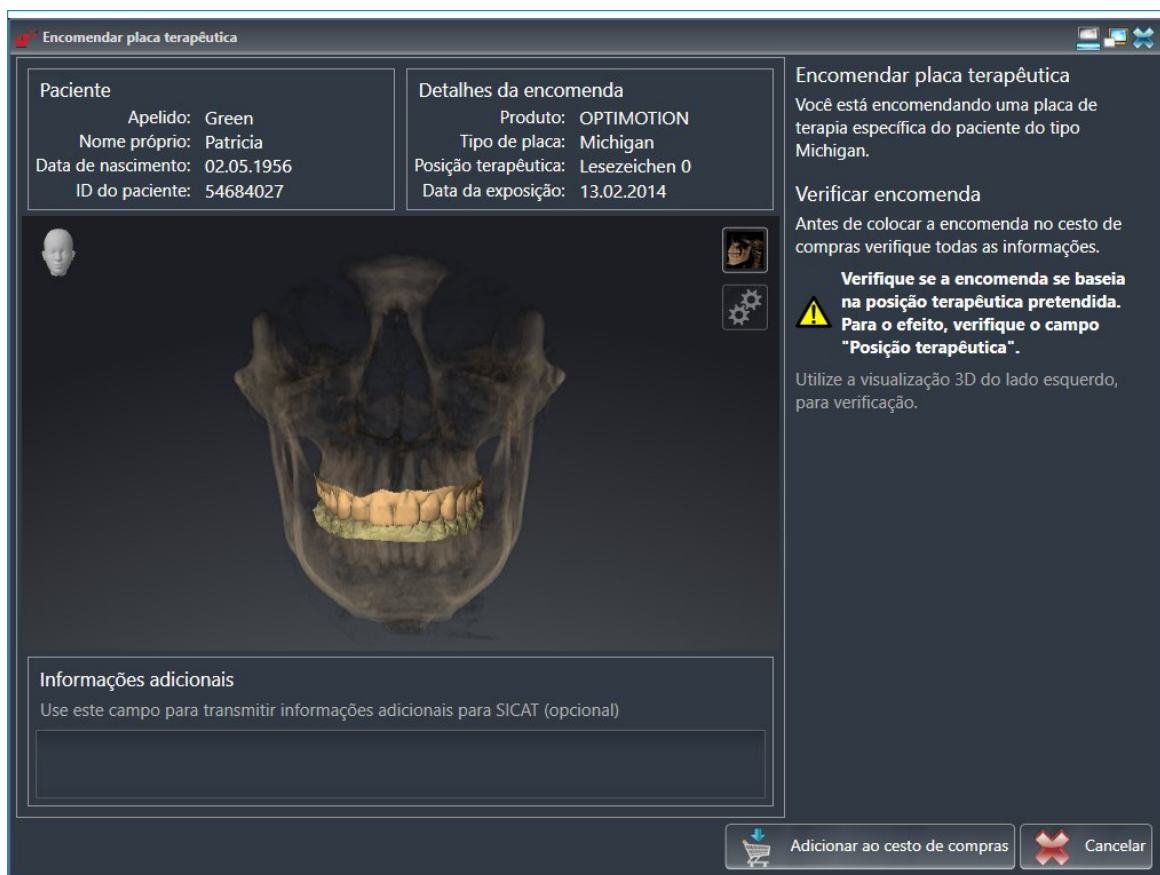 Encomendar placa terapêutica
Paciente
Apelido: Green
Nome próprio: Patricia
Data de nascimento: 02.05.1956
ID do paciente: 54684027
Detalhes da encomenda
Produto: OPTIMOTION
Tipo de placa: Michigan
Posição terapêutica: Lesezeichen 0
Data da exposição: 13.02.2014
Informações adicionais
Use este campo para transmitir informações adicionais para SICAT (opcional)
Encomendar placa terapêutica
Você está encomendando uma placa de
terapia específica do paciente do tipo
Michigan.
Verificar encomenda
Antes de colocar a encomenda no cesto de
compras verifique todas as informações.
Verifique se a encomenda se baseia
na posição terapêutica pretendida.
Para o efeito, verifique o campo
"Posição terapêutica".
Utilize a visualização 3D do lado esquerdo,
para verificação.
Adicionar ao cesto de compras
Cancelar